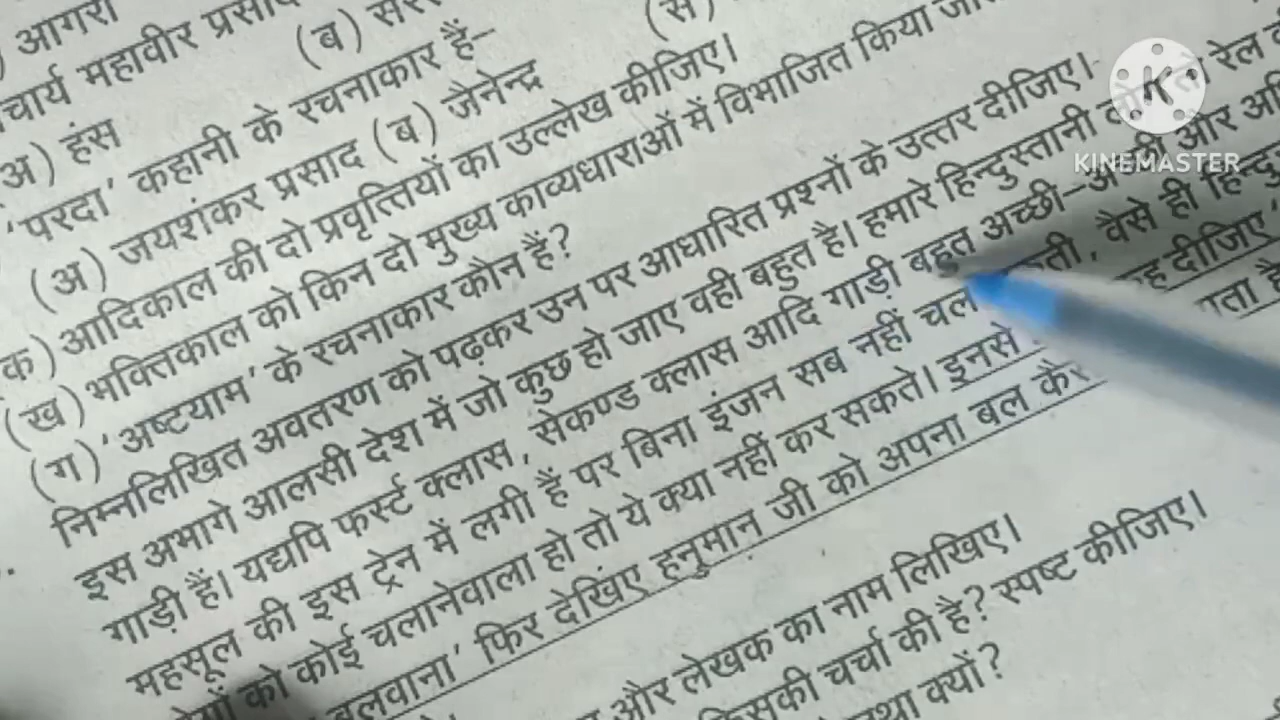 आगरा
चार्य महावीर प्रसाद
(अ) हंस (ब) (स)
'परदा' कहानी के रचनाकार हैं–
(अ) जयशंकर प्रसाद (ब) जैनेन्द्र
(क) आदिकाल की दो प्रवृत्तियों का उल्लेख कीजिए।
(ख) भक्तिकाल को किन दो मुख्य काव्यधाराओं में विभाजित किया
(ग) 'अष्टयाम' के रचनाकार कौन हैं?
निम्नलिखित अवतरण को पढ़कर उन पर आधारित प्रश्नों के उत्तर दीजिए।-
इस अभागे आलसी देश में जो कुछ हो जाए वही बहुत है। हमारे हिन्दुस्तानी रेल
गाड़ी हैं। यद्यपि फर्स्ट क्लास, सेकण्ड क्लास आदि गाड़ी बहुत अच्छी– और
महसूल की इस ट्रेन में लगी हैं पर बिना इंजन सब नहीं चल वैसे ही
को कोई चलानेवाला हो तो ये क्या नहीं कर सकते। इनसे दीजिए
बलवाना' फिर देखिए हनुमान जी को अपना बल
और लेखक का नाम लिखिए।
चर्चा की है? स्पष्ट कीजिए।
तथा क्यों?
KINEMASTER